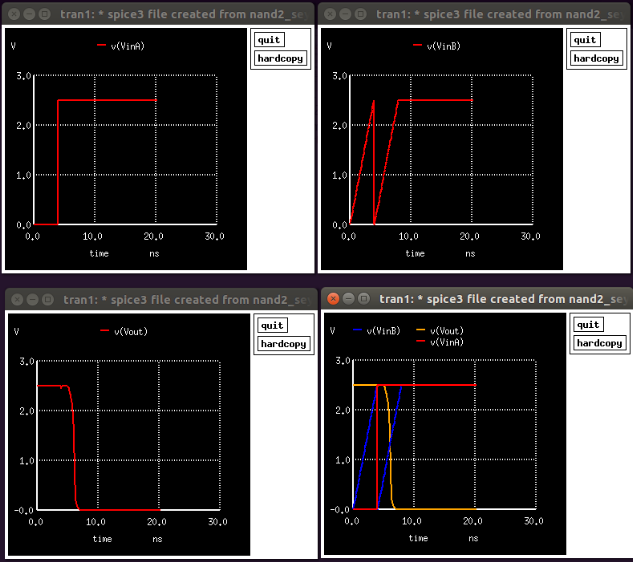 tran1: * spice3 file created from nand2_se
V
v(VinA)
quit
hardcopy
3.0
2.0
1.0
0.0
0.0 10.0 20.0 30.0
time ns
tran1: * spice3 file created from nand2_se
V
v(VinB)
quit
hardcopy
3.0
2.0
1.0
0.0
0.0 10.0 20.0 30.0
time ns
tran1: * spice3 file created from nand2_se
V
v(Vout)
quit
hardcopy
3.0
2.0
1.0
-0.0
0.0 10.0 20.0 30.0
time ns
tran1: * spice3 file created from nand2_se
V
v(VinB) v(Vout)
v(VinA)
quit
hardcopy
3.0
2.0
1.0
-0.0
0.0 10.0 20.0 30.0
time ns